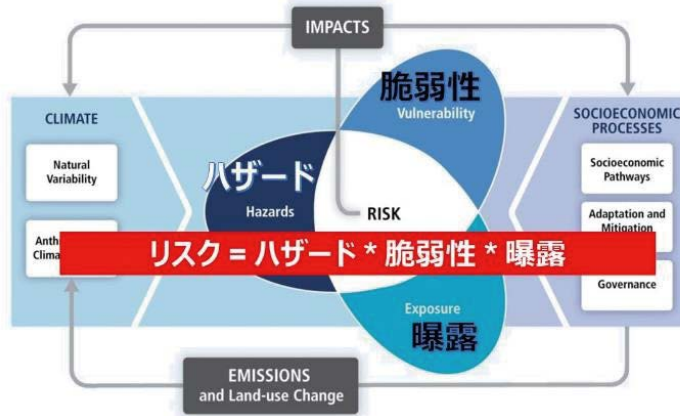 IMPACTS
脆弱性
Vulnerability
CLIMATE
SOCIOECONOMIC
PROCESSES
Natural
Variability
ハザード
Hazards
RISK
Socioeconomic
Pathways
Adaptation and
Mitigation
リスク = ハザード * 脆弱性 * 曝露
Governance
Exposure
曝露
EMISSIONS
and Land-use Change